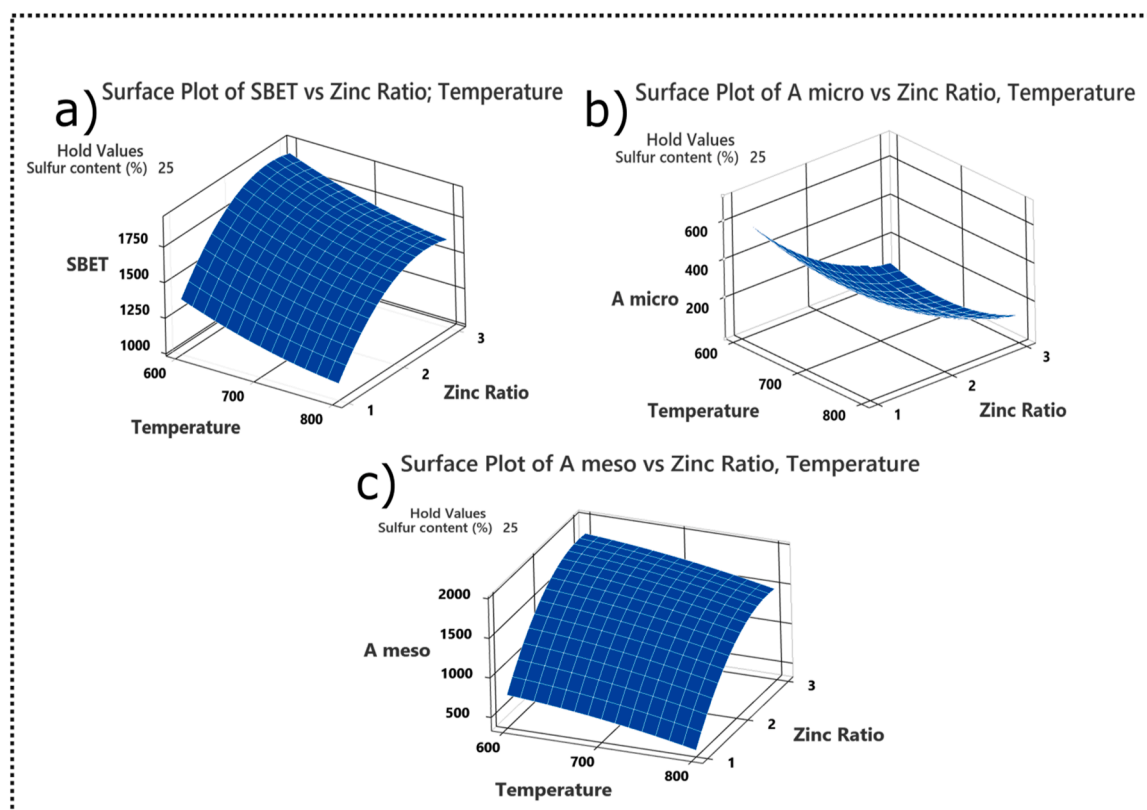 a)
Surface Plot of SBET vs Zinc Ratio; Temperature
Hold Values
Sulfur content (%) 25
1750
SBET
1500
1250
1000
600
700
800
Temperature
1
2
3
Zinc Ratio
b)
Surface Plot of A micro vs Zinc Ratio, Temperature
Hold Values
Sulfur content (%) 25
600
400
A micro
200
600
700
800
Temperature
1
2
3
Zinc Ratio
c)
Surface Plot of A meso vs Zinc Ratio, Temperature
Hold Values
Sulfur content (%) 25
2000
1500
A meso
1000
500
600
700
800
Temperature
1
2
3
Zinc Ratio